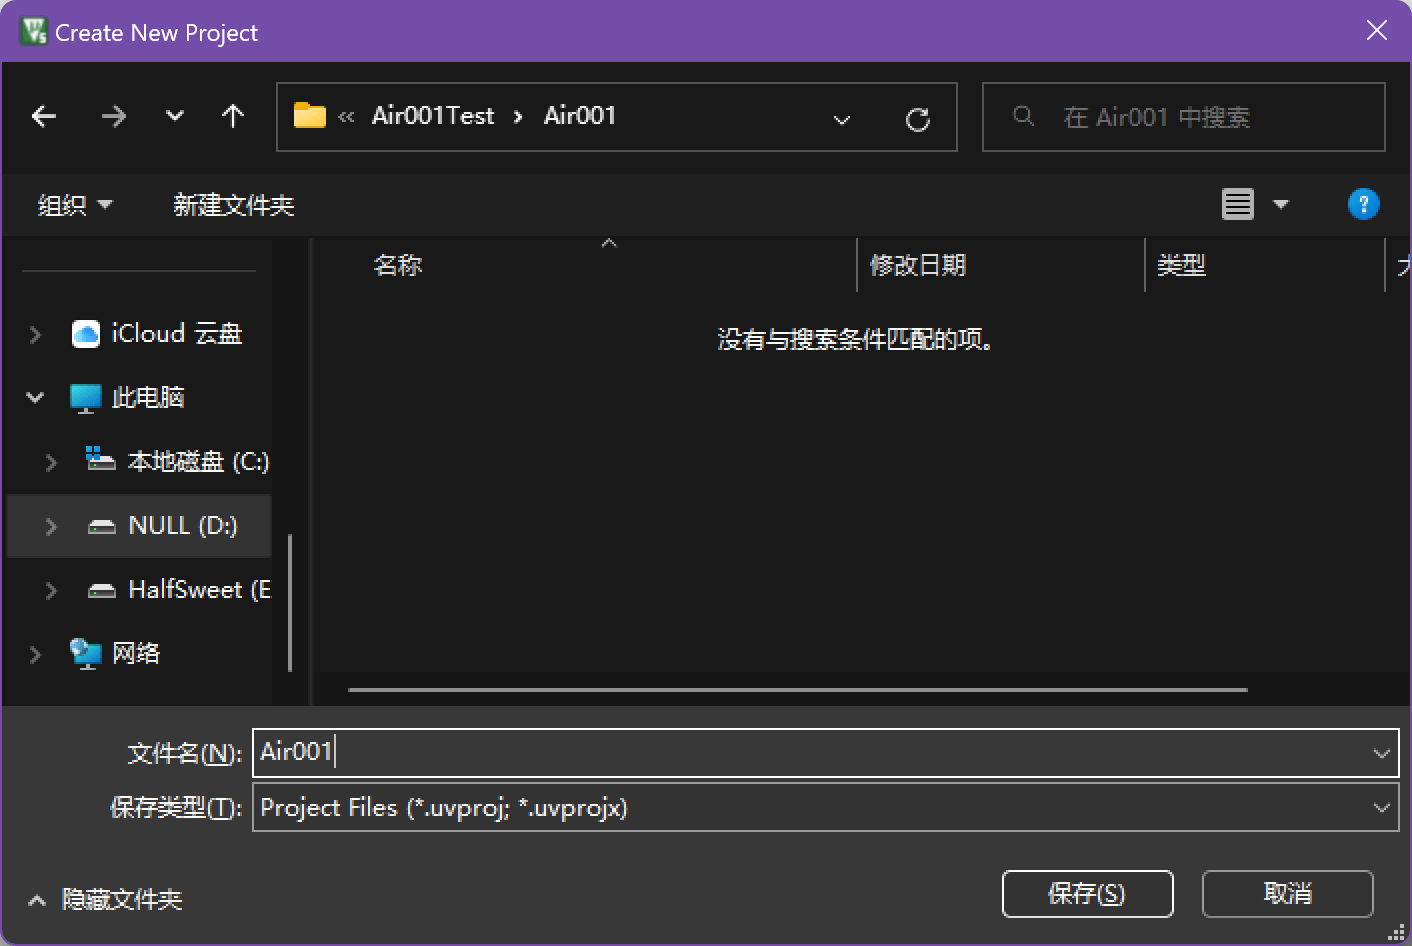 Create New Project
« Air001Test › Air001
在 Air001 中搜索
组织
新建文件夹
名称
修改日期
类型
没有与搜索条件匹配的项。
iCloud 云盘
此电脑
本地磁盘 (C:)
NULL (D:)
HalfSweet (E
网络
文件名(N): Air001
保存类型(T): Project Files (*.uvproj; *.uvprojx)
隐藏文件夹
保存(S)
取消